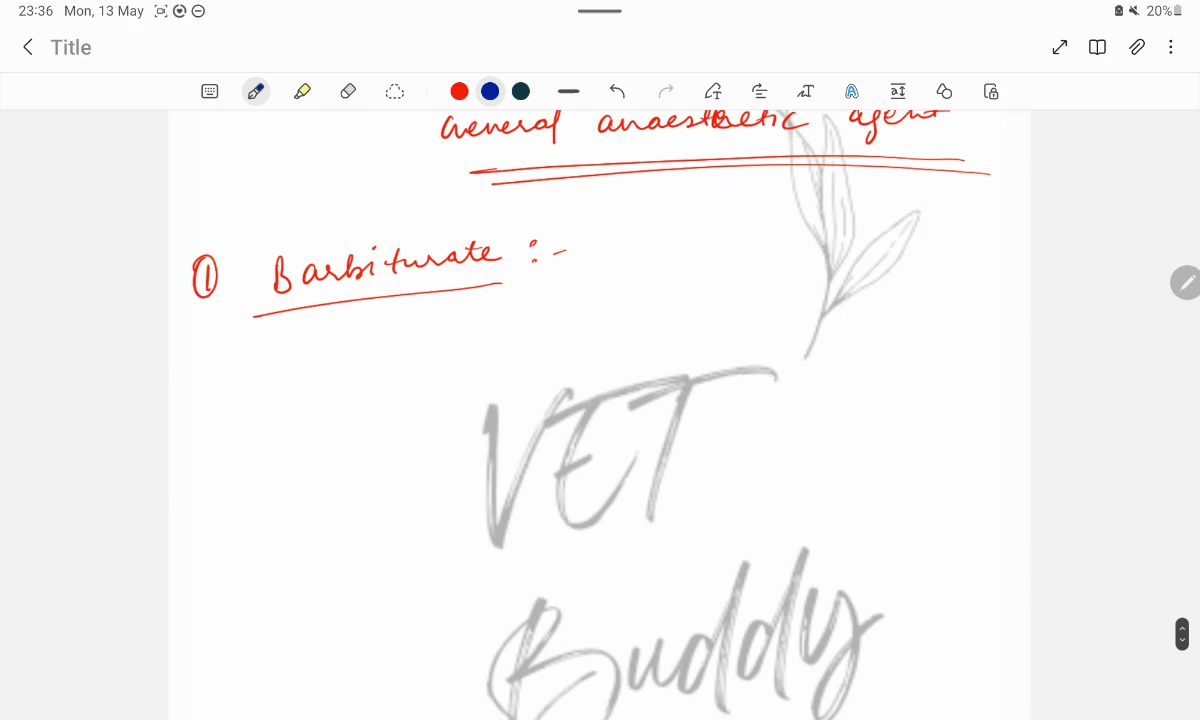 23:36 Mon, 13 May 20%
Title
General anaesthetic agent
① Barbiturate :-
VET
Buddy